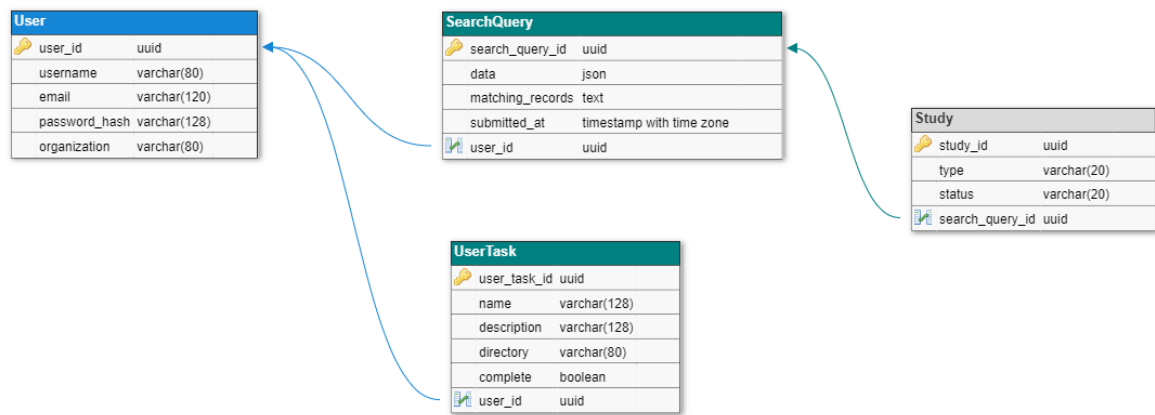 User
user_id uuid
username varchar(80)
email varchar(120)
password_hash varchar(128)
organization varchar(80)
SearchQuery
search_query_id uuid
data json
matching_records text
submitted_at timestamp with time zone
user_id uuid
Study
study_id uuid
type varchar(20)
status varchar(20)
search_query_id uuid
UserTask
user_task_id uuid
name varchar(128)
description varchar(128)
directory varchar(80)
complete boolean
user_id uuid